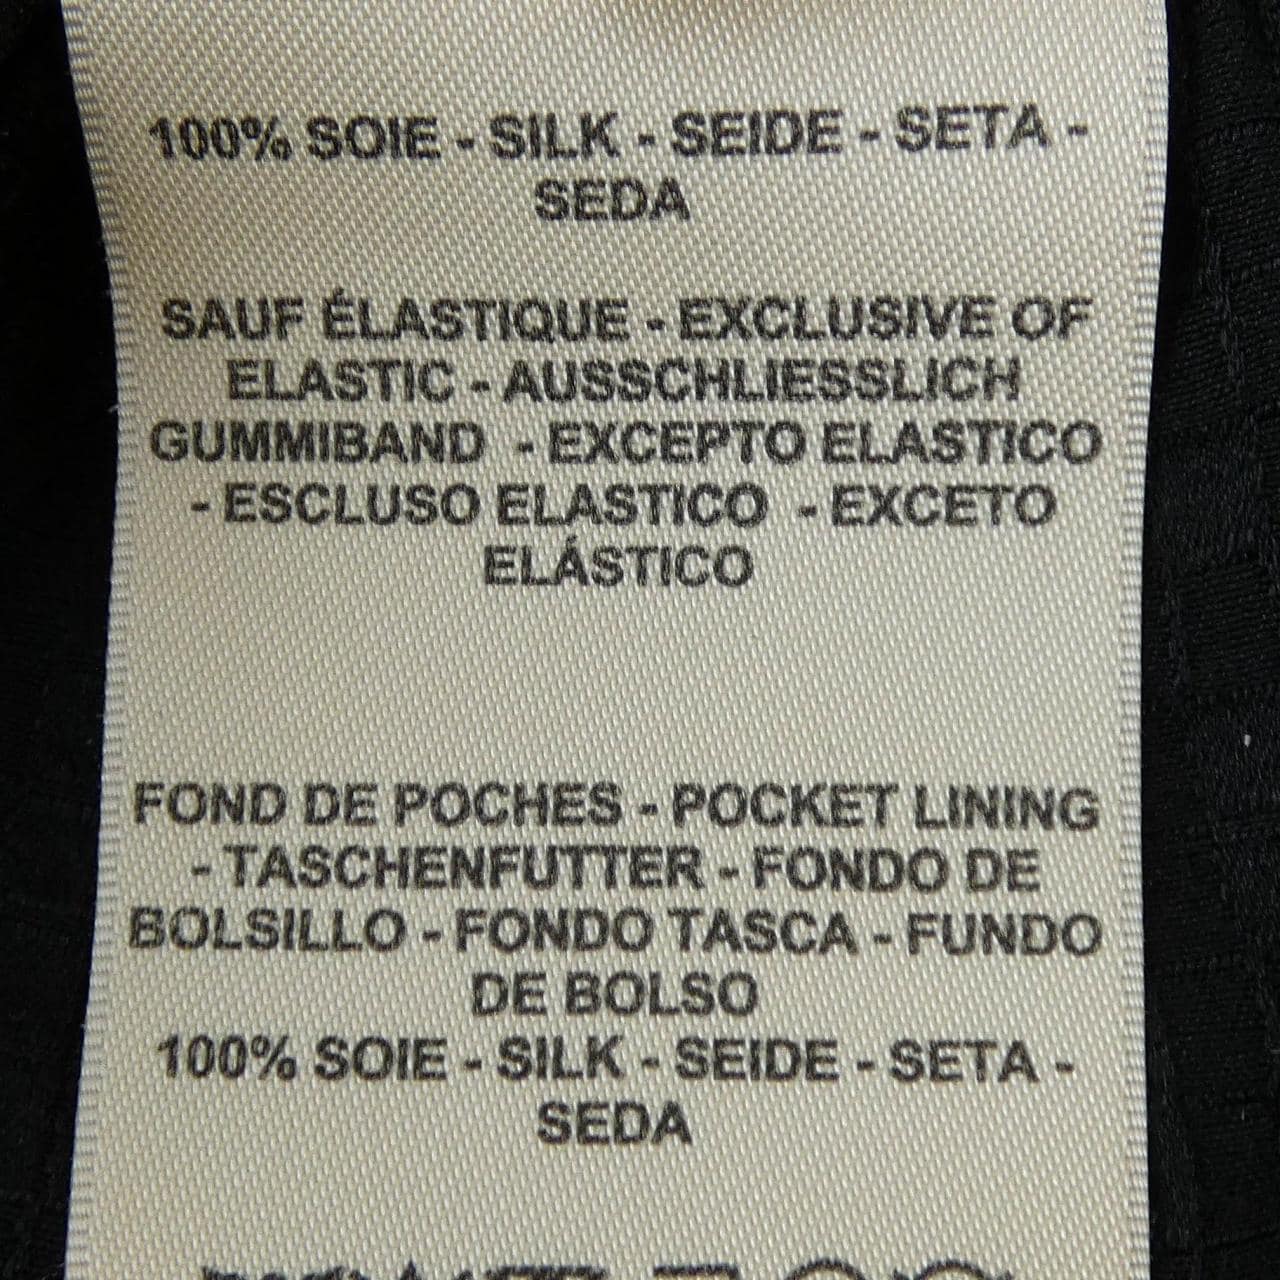 100% SOIE - SILK - SEIDE - SETA -
SEDA
SAUF ÉLASTIQUE - EXCLUSIVE OF
ELASTIC - AUSSCHLIESSLICH
GUMMIBAND - EXCEPTO ELASTICO
- ESCLUSO ELASTICO - EXCETO
ELÁSTICO
FOND DE POCHES - POCKET LINING
- TASCHENFUTTER - FONDO DE
BOLSILLO - FONDO TASCA - FUNDO
DE BOLSO
100% SOIE - SILK - SEIDE - SETA -
SEDA